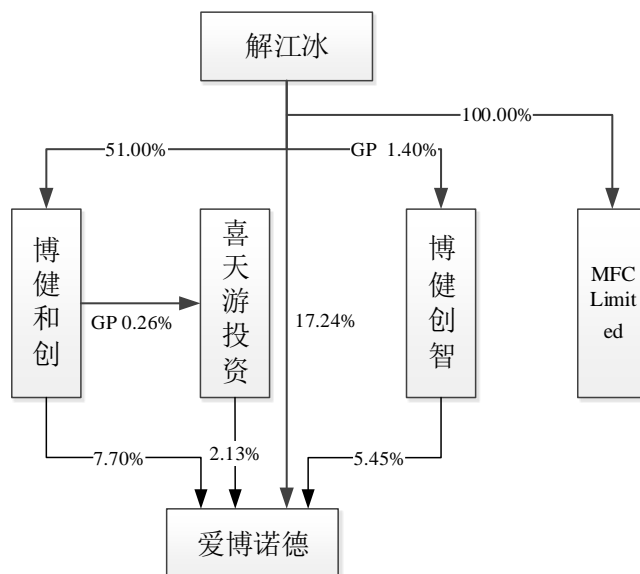 解江冰
100.00%
51.00%
GP 1.40%
博健和创
喜天游投资
博健创智
MFC
Limit
ed
GP 0.26%
17.24%
7.70%
2.13%
5.45%
爱博诺德